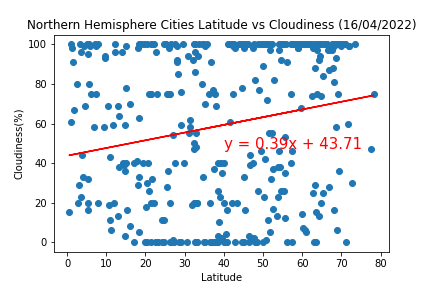 Northern Hemisphere Cities Latitude vs Cloudiness (16/04/2022)
100
80
60
40
20
0
Cloudiness(%)
y = 0.39x + 43.71
0 10 20 30 40 50 60 70 80
Latitude